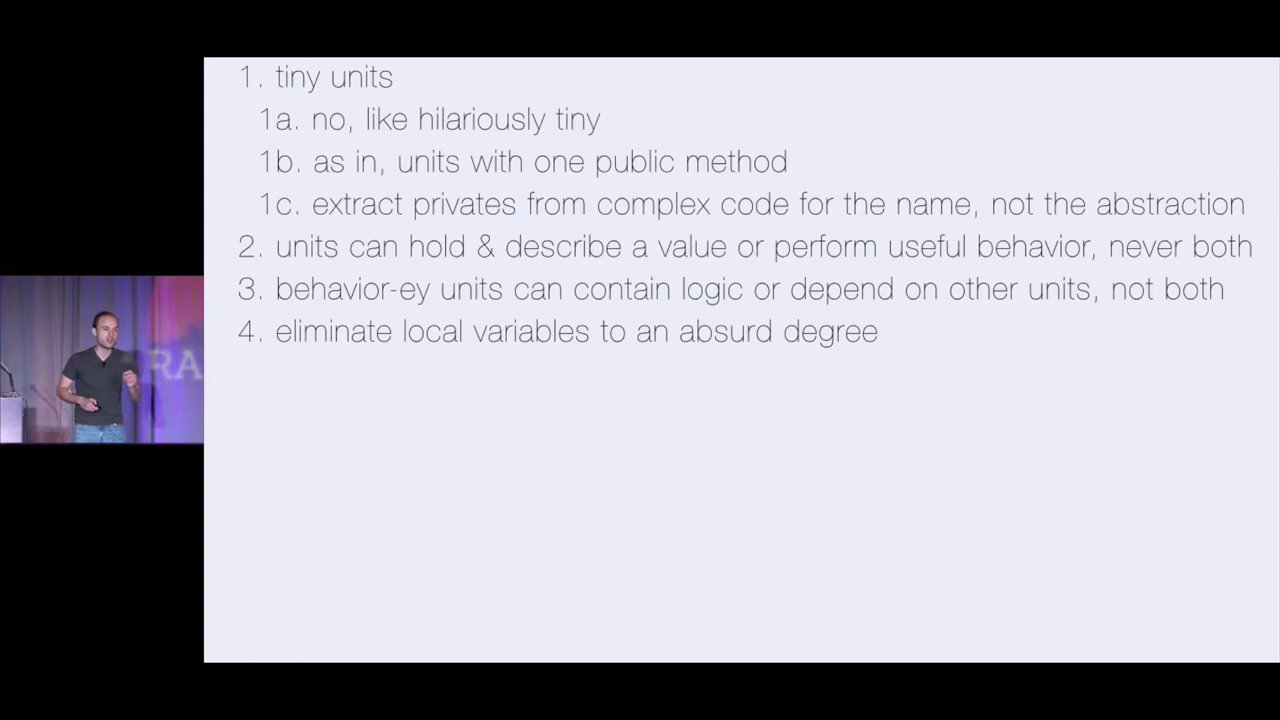 1. tiny units
1a. no, like hilariously tiny
1b. as in, units with one public method
1c. extract privates from complex code for the name, not the abstraction
2. units can hold & describe a value or perform useful behavior, never both
3. behavior-ey units can contain logic or depend on other units, not both
4. eliminate local variables to an absurd degree
RA